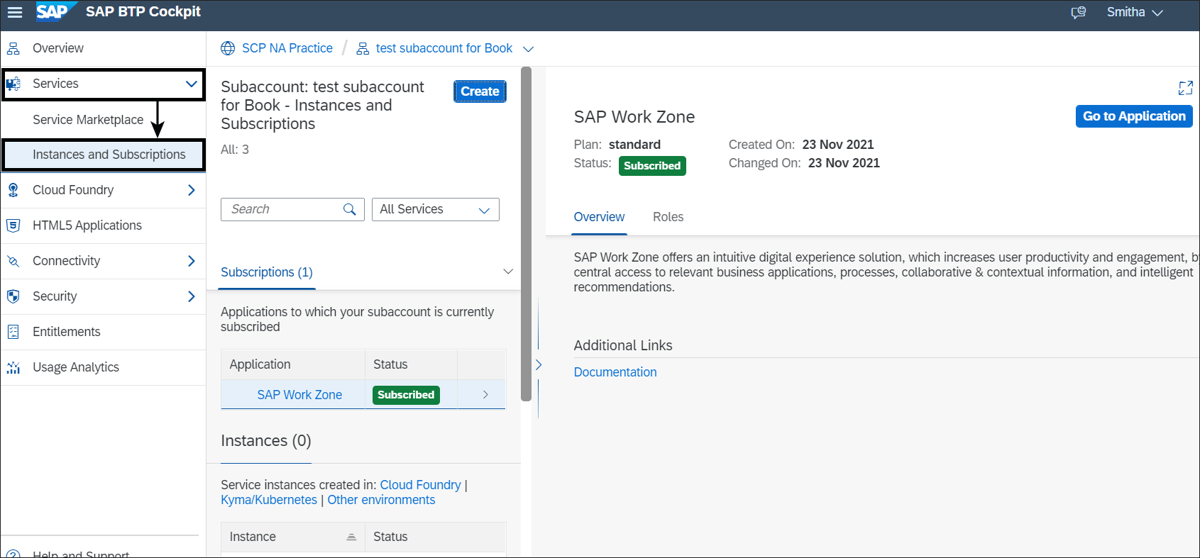 SAP SAP BTP Cockpit
Smitha
Overview
Services
Service Marketplace
Instances and Subscriptions
Cloud Foundry
HTML5 Applications
Connectivity
Security
Entitlements
Usage Analytics
Help and Support
SCP NA Practice / test subaccount for Book
Subaccount: test subaccount
for Book - Instances and
Subscriptions
Create
All: 3
Search
All Services
Subscriptions (1)
Applications to which your subaccount is currently
subscribed
Application Status
SAP Work Zone Subscribed
Instances (0)
Service instances created in: Cloud Foundry |
Kyma/Kubernetes | Other environments
Instance Status
SAP Work Zone
Go to Application
Plan: standard Created On: 23 Nov 2021
Status: Subscribed Changed On: 23 Nov 2021
Overview Roles
SAP Work Zone offers an intuitive digital experience solution, which increases user productivity and engagement,
central access to relevant business applications, processes, collaborative & contextual information, and intelligent
recommendations.
Additional Links
Documentation